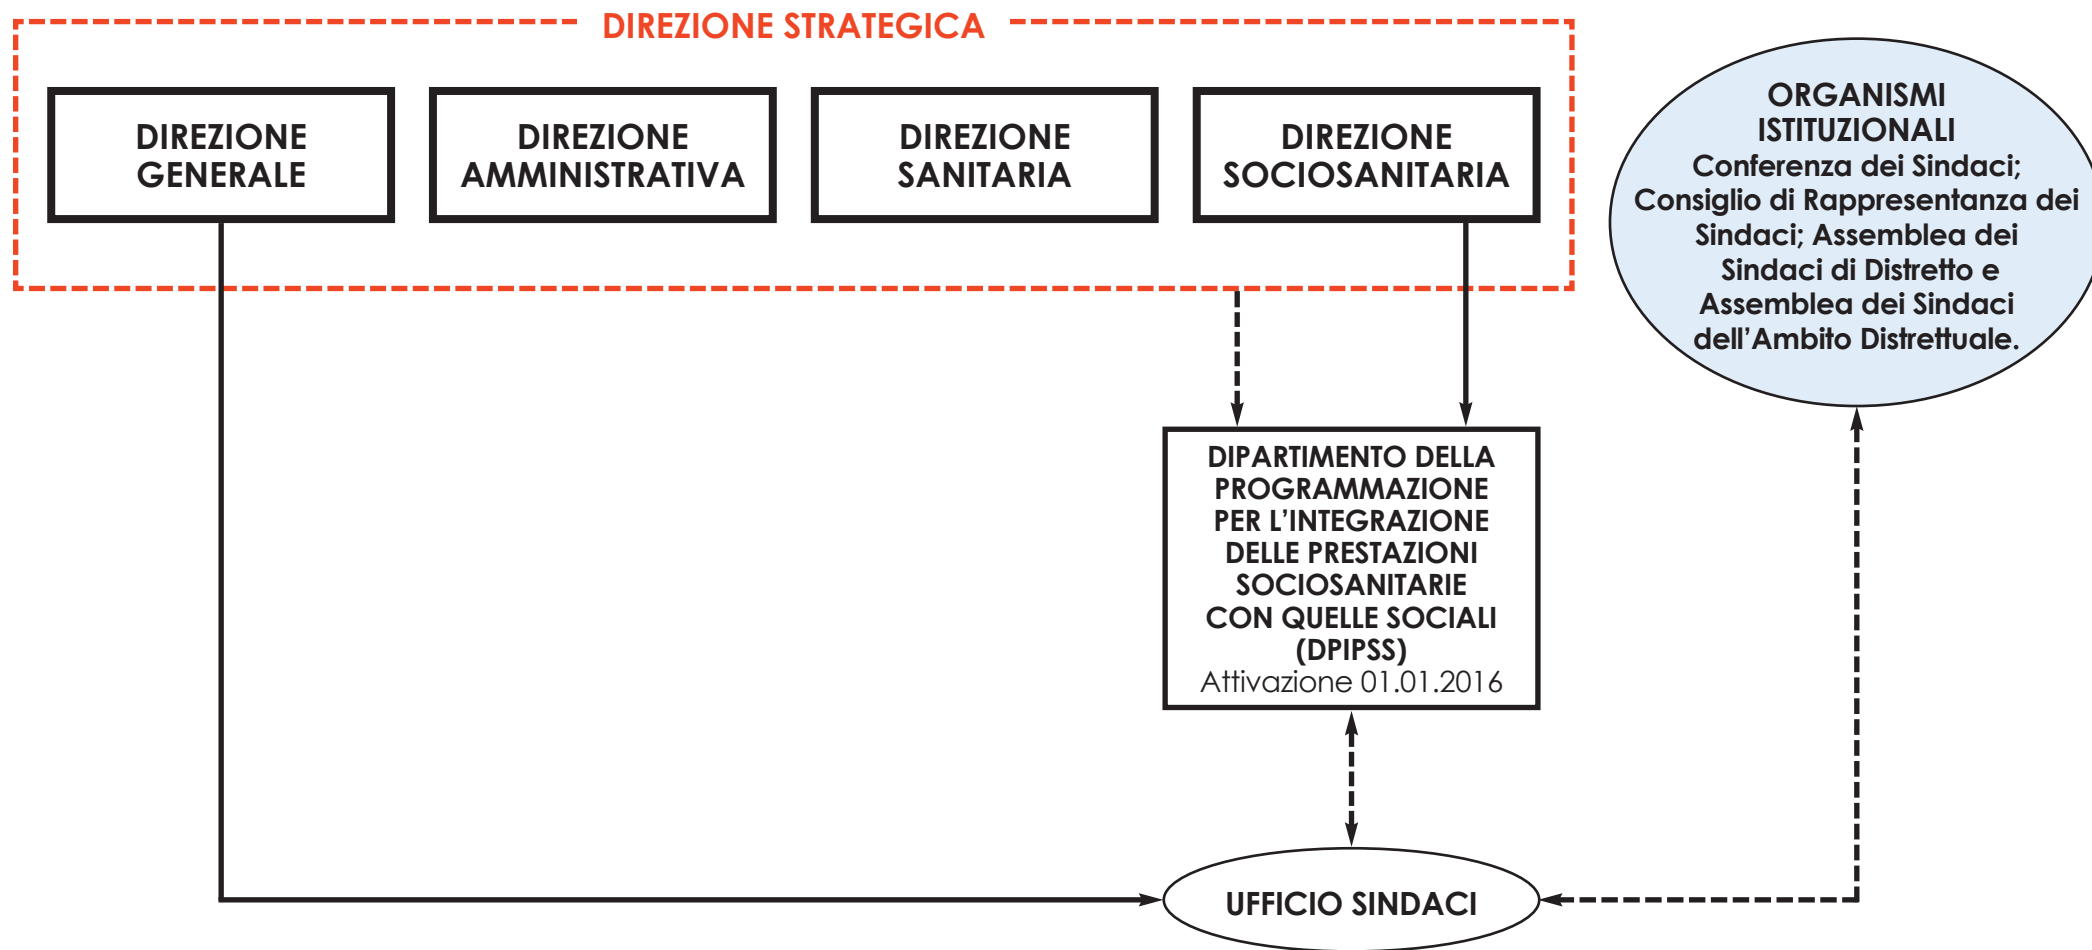 DIREZIONE STRATEGICA
DIREZIONE
GENERALE
DIREZIONE
AMMINISTRATIVA
DIREZIONE
SANITARIA
DIREZIONE
SOCIOSANITARIA
ORGANISMI
ISTITUZIONALI
Conferenza dei Sindaci;
Consiglio di Rappresentanza dei
Sindaci; Assemblea dei
Sindaci di Distretto e
Assemblea dei Sindaci
dell'Ambito Distrettuale.
DIPARTIMENTO DELLA
PROGRAMMAZIONE
PER L'INTEGRAZIONE
DELLE PRESTAZIONI
SOCIOSANITARIE
CON QUELLE SOCIALI
(DPIPSS)
Attivazione 01.01.2016
UFFICIO SINDACI